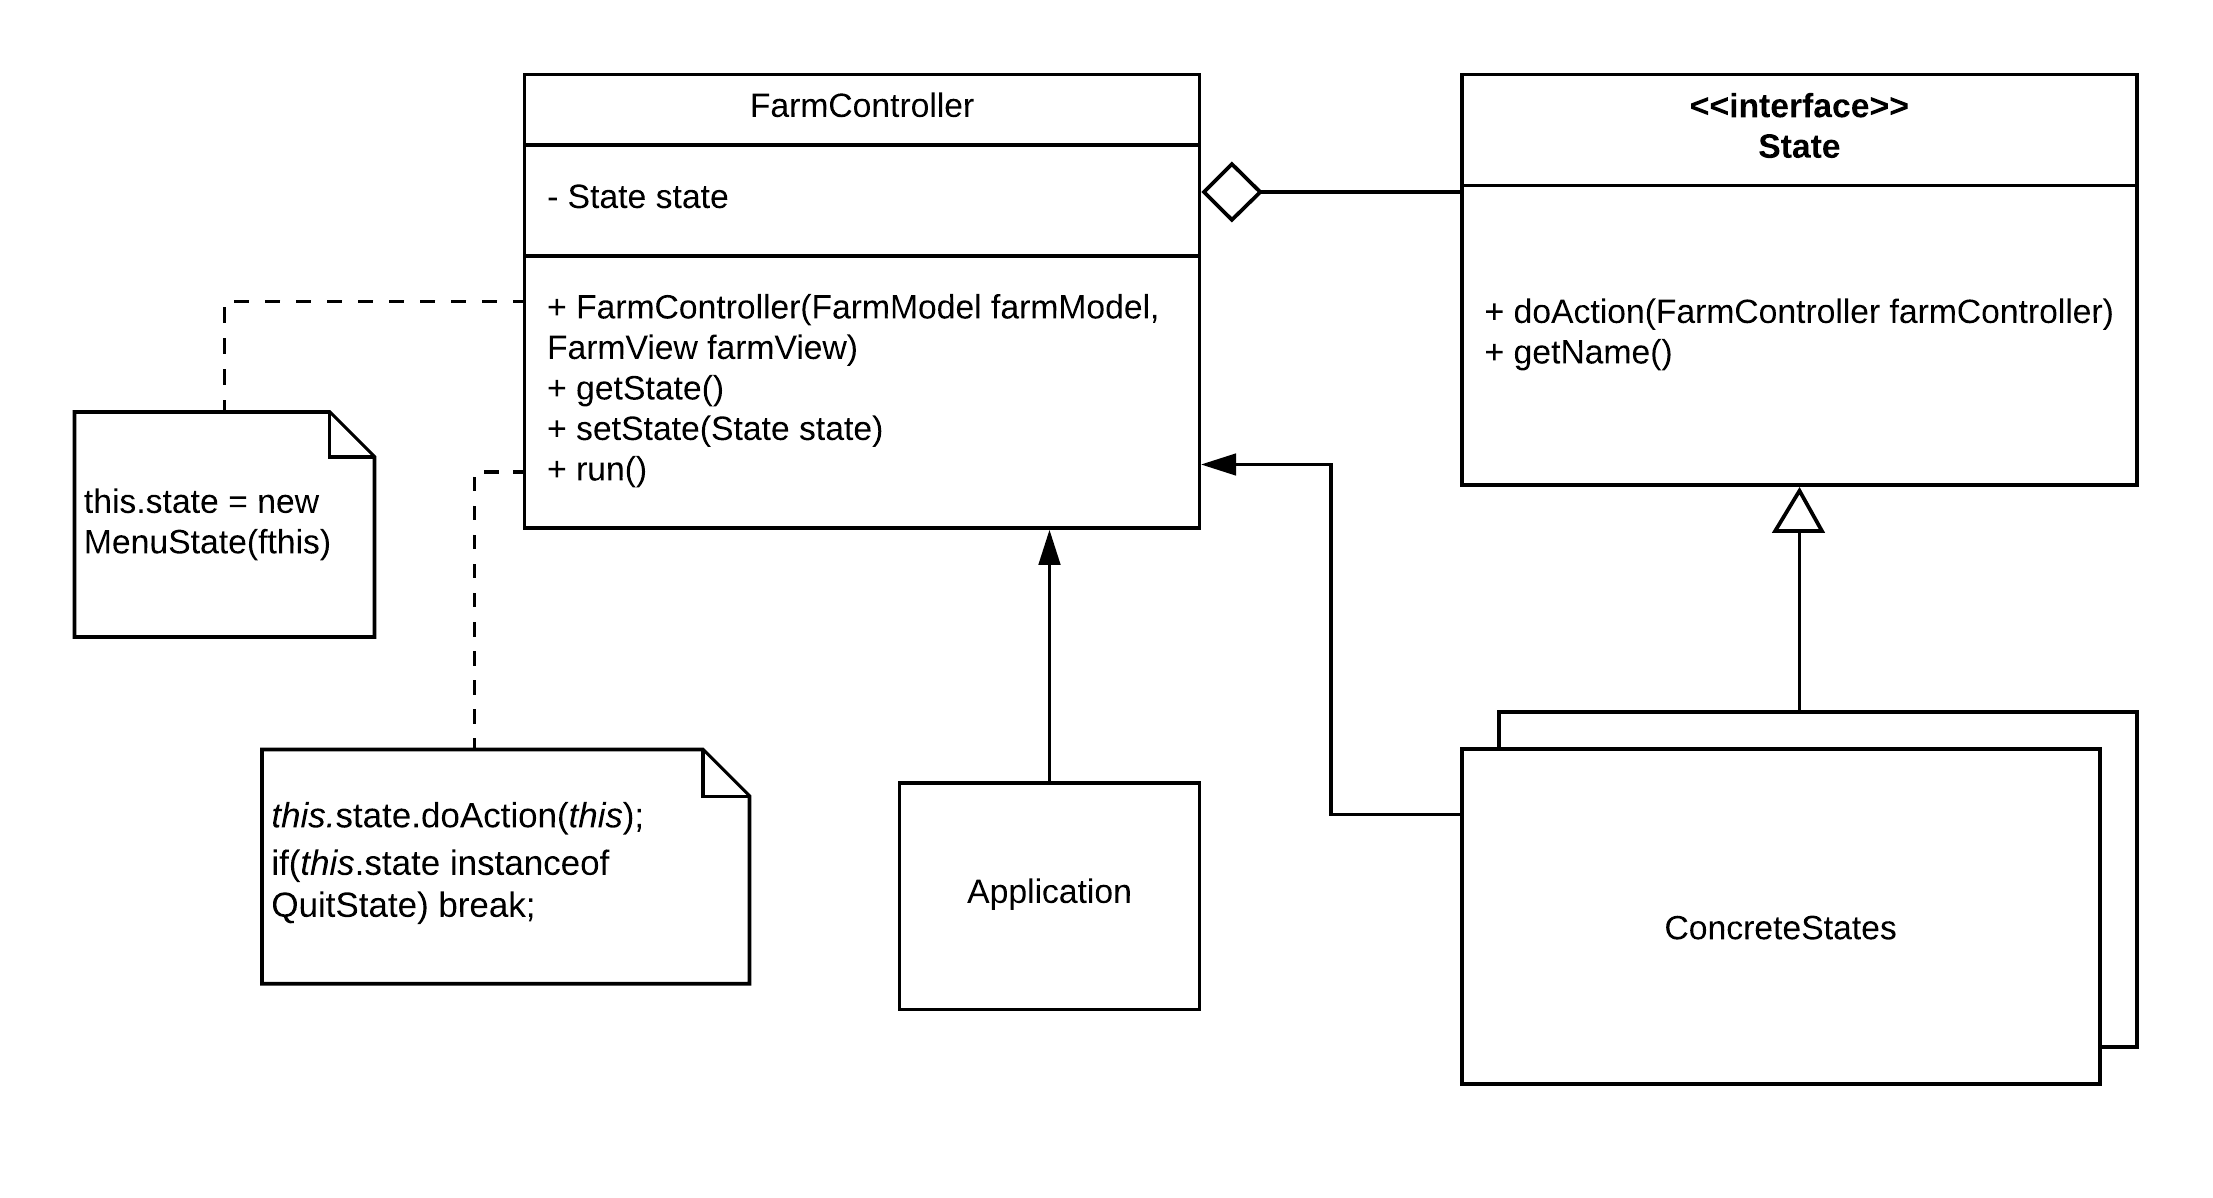 FarmController
- State state
+ FarmController(FarmModel farmModel,
FarmView farmView)
+ getState()
+ setState(State state)
+ run()
<<interface>>
State
+ doAction(FarmController farmController)
+ getName()
this.state = new
MenuState(fthis)
this.state.doAction(this);
if(this.state instanceof
QuitState) break;
Application
ConcreteStates